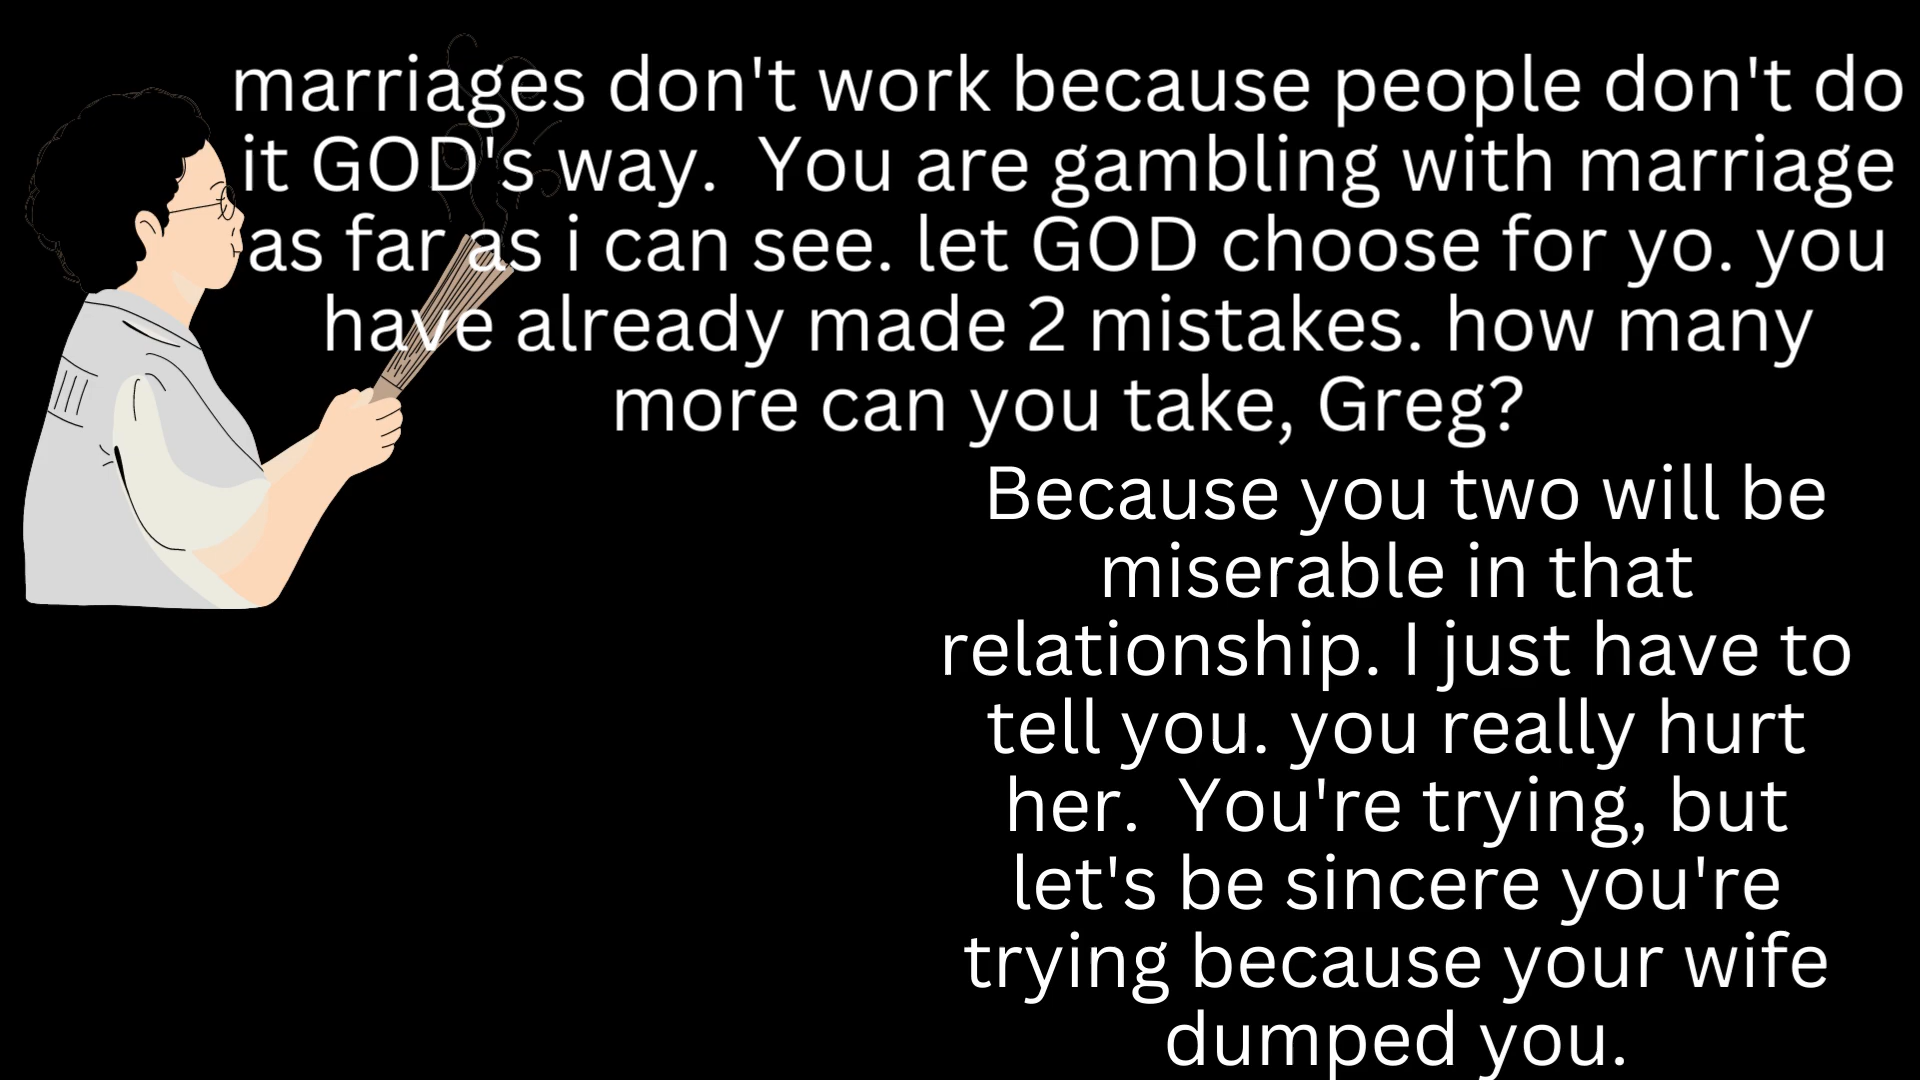 marriages don't work because people don't do
it GOD's way.  You are gambling with marriage
as far as i can see. let GOD choose for yo. you
have already made 2 mistakes. how many
more can you take, Greg?
Because you two will be
miserable in that
relationship. I just have to
tell you. you really hurt
her.  You're trying, but
let's be sincere you're
trying because your wife
dumped you.